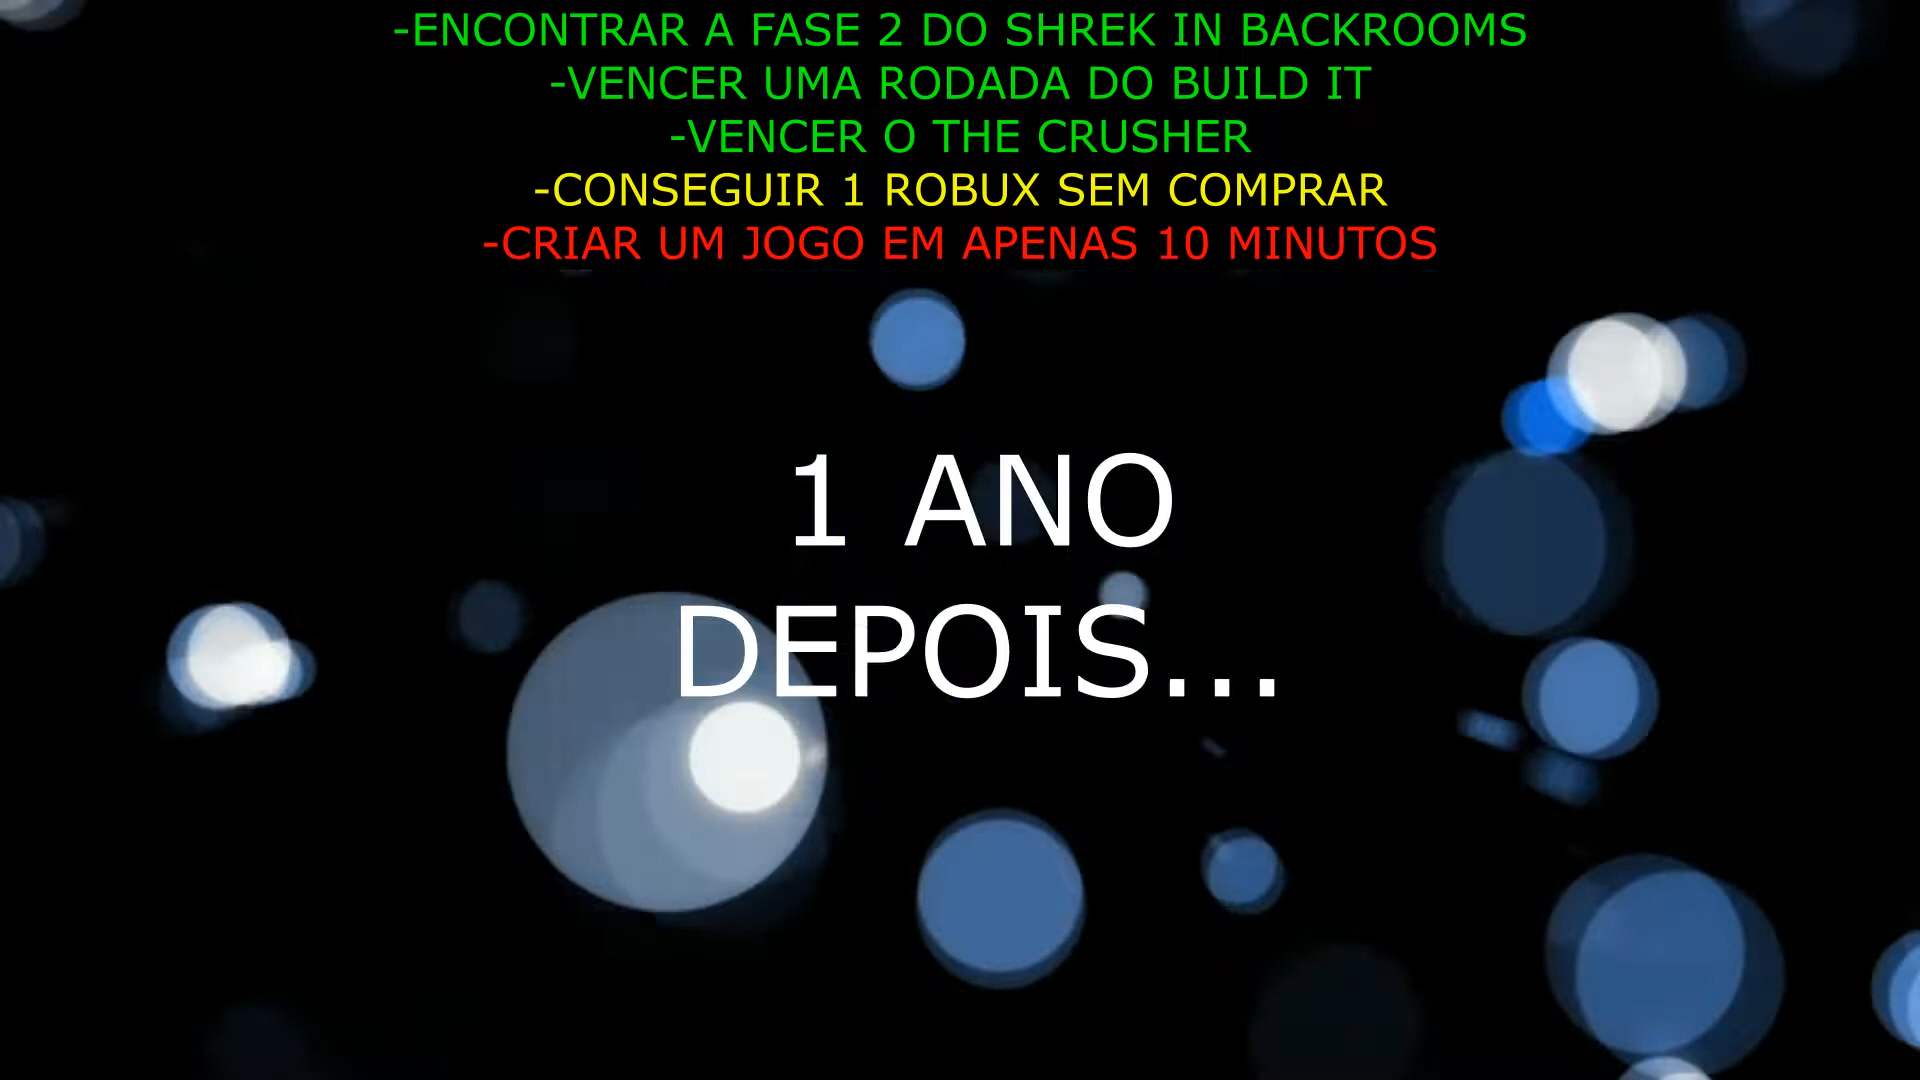 -ENCONTRAR A FASE 2 DO SHREK IN BACKROOMS
-VENCER UMA RODADA DO BUILD IT
-VENCER O THE CRUSHER
-CONSEGUIR 1 ROBUX SEM COMPRAR
-CRIAR UM JOGO EM APENAS 10 MINUTOS
1 ANO
DEPOIS...